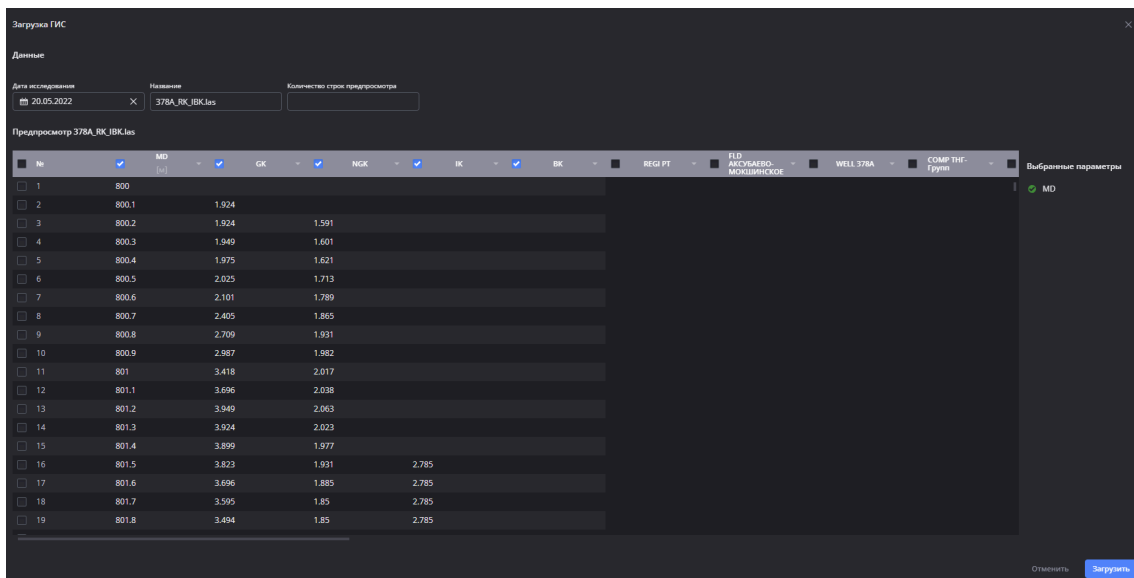 Загрузка ГИС
Данные
Дата исследования Название Количество строк предпросмотра
20.05.2022 378A_RK_IBK.las
Предпросмотр 378A_RK_IBK.las
№ MD [м] GK NGK IK BK REGI PT FLD АКСУБАЕВО-МОКШИНСКОЕ WELL 378A COMP ТНГ-Групп Выбранные параметры
1 800 MD
2 800.1 1.924
3 800.2 1.924 1.591
4 800.3 1.949 1.601
5 800.4 1.975 1.621
6 800.5 2.025 1.713
7 800.6 2.101 1.789
8 800.7 2.405 1.865
9 800.8 2.709 1.931
10 800.9 2.987 1.982
11 801 3.418 2.017
12 801.1 3.696 2.038
13 801.2 3.949 2.063
14 801.3 3.924 2.023
15 801.4 3.899 1.977
16 801.5 3.823 1.931 2.785
17 801.6 3.696 1.885 2.785
18 801.7 3.595 1.85 2.785
19 801.8 3.494 1.85 2.785
Отменить Загрузить